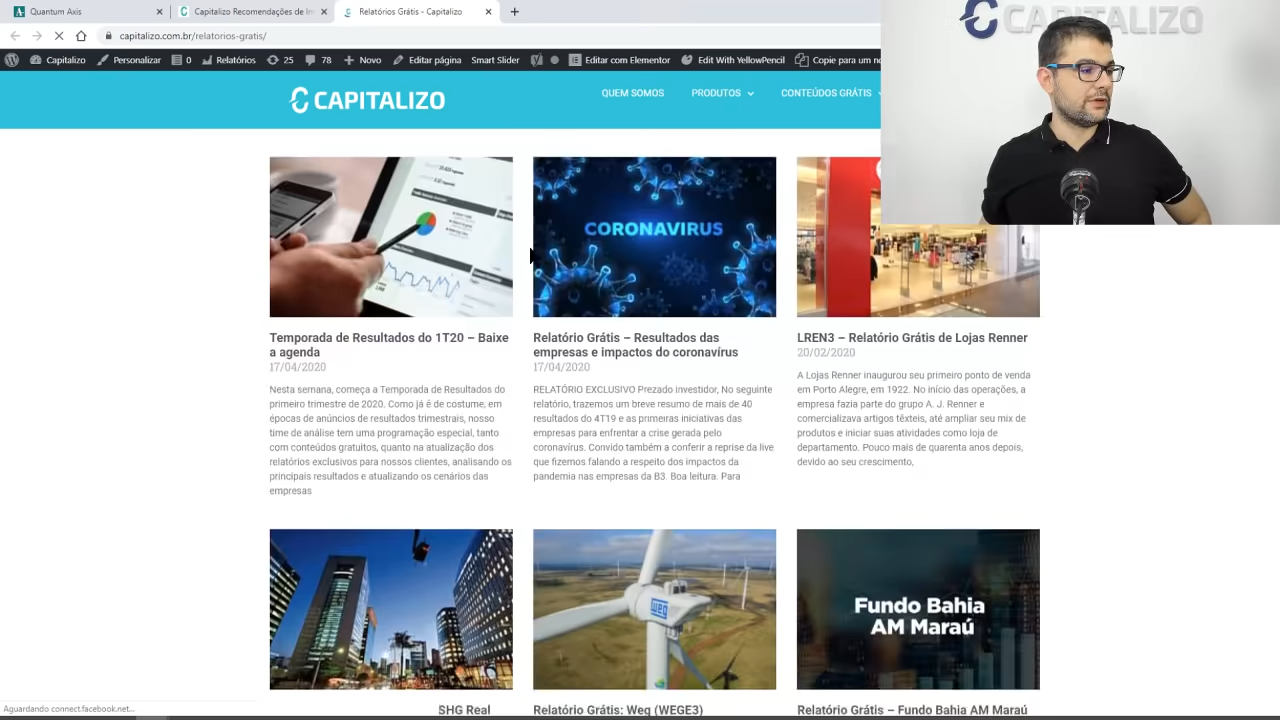 Quantum Axis
Capitalizo Recomendações de In
Relatórios Grátis - Capitalizo
capitalizo.com.br/relatorios-gratis/
Capitalizo
Personalizar
0
Relatórios
25
78
Novo
Editar página
Smart Slider
Editar com Elementor
Edit With YellowPencil
Copie para um no
CAPITALIZO
CAPITALIZO
QUEM SOMOS
PRODUTOS
CONTEÚDOS GRÁTIS
CORONAVIRUS
Temporada de Resultados do 1T20 – Baixe
a agenda
17/04/2020
Nesta semana, começa a Temporada de Resultados do
primeiro trimestre de 2020. Como já é de costume, em
épocas de anúncios de resultados trimestrais, nosso
time de análise tem uma programação especial, tanto
com conteúdos gratuitos, quanto na atualização dos
relatórios exclusivos para nossos clientes, analisando os
principais resultados e atualizando os cenários das
empresas
Relatório Grátis – Resultados das
empresas e impactos do coronavírus
17/04/2020
RELATÓRIO EXCLUSIVO Prezado investidor, No seguinte
relatório, trazemos um breve resumo de mais de 40
resultados do 4T19 e as primeiras iniciativas das
empresas para enfrentar a crise gerada pelo
coronavírus. Convido também a conferir a reprise da live
que fizemos falando a respeito dos impactos da
pandemia nas empresas da B3. Boa leitura. Para
LREN3 – Relatório Grátis de Lojas Renner
20/02/2020
A Lojas Renner inaugurou seu primeiro ponto de venda
em Porto Alegre, em 1922. No início das operações, a
empresa fazia parte do grupo A. J. Renner e
comercializava artigos têxteis, até ampliar seu mix de
produtos e iniciar suas atividades como loja de
departamento. Pouco mais de quarenta anos depois,
devido ao seu crescimento,
weg
Fundo Bahia
AM Maraú
SHG Real
Relatório Grátis: Weg (WEGE3)
Relatório Grátis – Fundo Bahia AM Maraú
Aguardando connect.facebook.net...